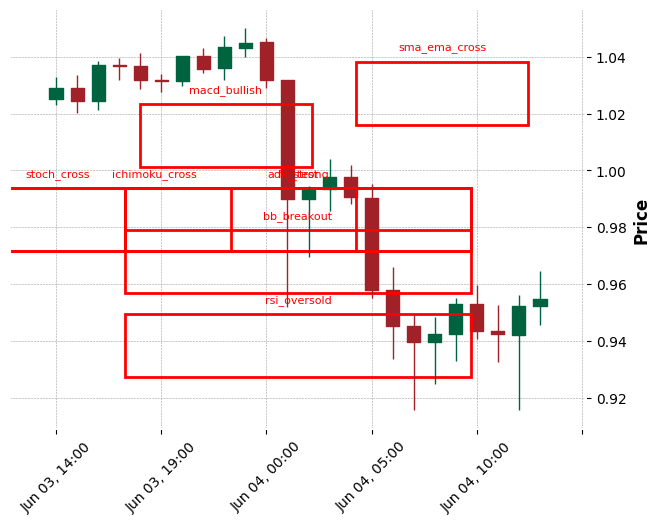 sma_ema_cross
1.04
macd_bullish
1.02
stoch_cross
ichimoku_cross
1.00
bb_breakout
0.98
Price
0.96
rsi_oversold
0.94
0.92
Jun 03, 14:00
Jun 03, 19:00
Jun 04, 00:00
Jun 04, 05:00
Jun 04, 10:00